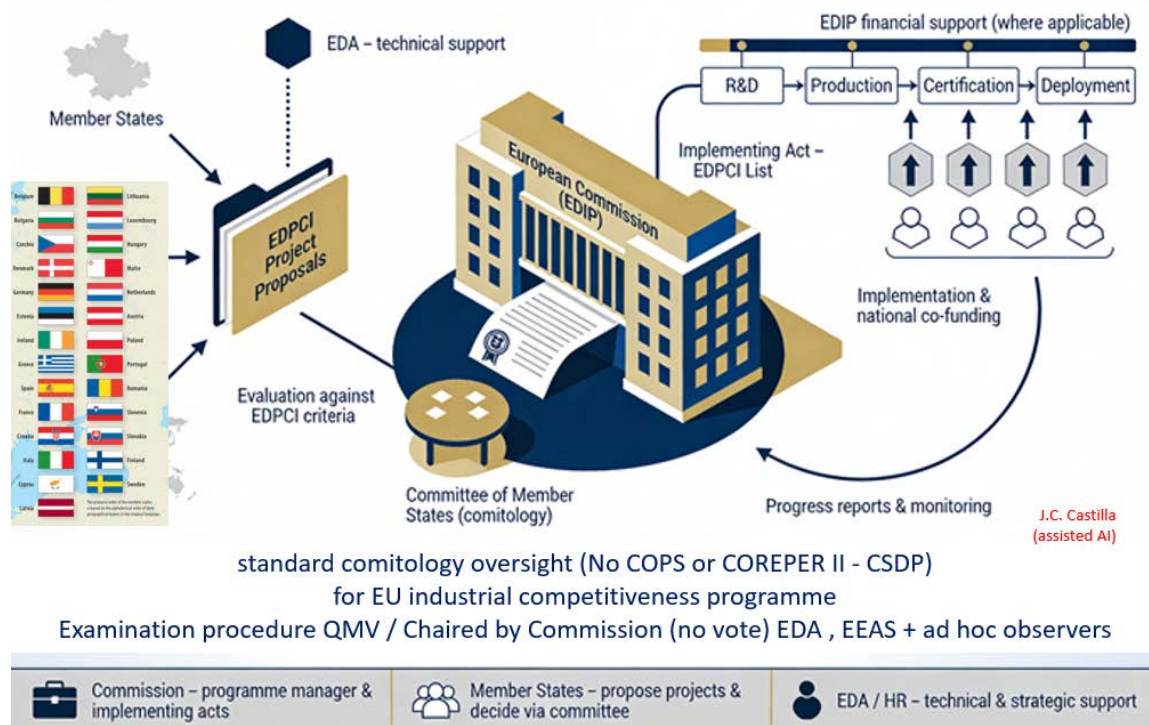 EDIP financial support (where applicable)
EDA – technical support
R&D
Production
Certification
Deployment
Member States
European Commission
(EDIP)
Implementing Act –
EDPCI List
EDPCI
Project
Proposals
Belgium
Lithuania
Bulgaria
Luxembourg
Czechia
Hungary
Denmark
Malta
Germany
Netherlands
Estonia
Austria
Ireland
Poland
Greece
Portugal
Spain
Romania
France
Slovenia
Croatia
Slovakia
Italy
Finland
Cyprus
Sweden
Latvia
Implementation &
national co-funding
Evaluation against
EDPCI criteria
Committee of Member
States (comitology)
Progress reports & monitoring
J.C. Castilla
(assisted AI)
standard comitology oversight (No COPS or COREPER II - CSDP)
for EU industrial competitiveness programme
Examination procedure QMV / Chaired by Commission (no vote) EDA , EEAS + ad hoc observers
Commission – programme manager &
implementing acts
Member States – propose projects &
decide via committee
EDA / HR – technical & strategic support